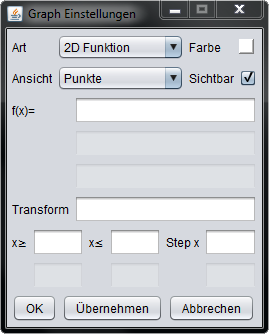 Graph Einstellungen
Art 2D Funktion Farbe
Ansicht Punkte Sichtbar
f(x)=
Transform
x≥ x≤ Step x
OK Übernehmen Abbrechen